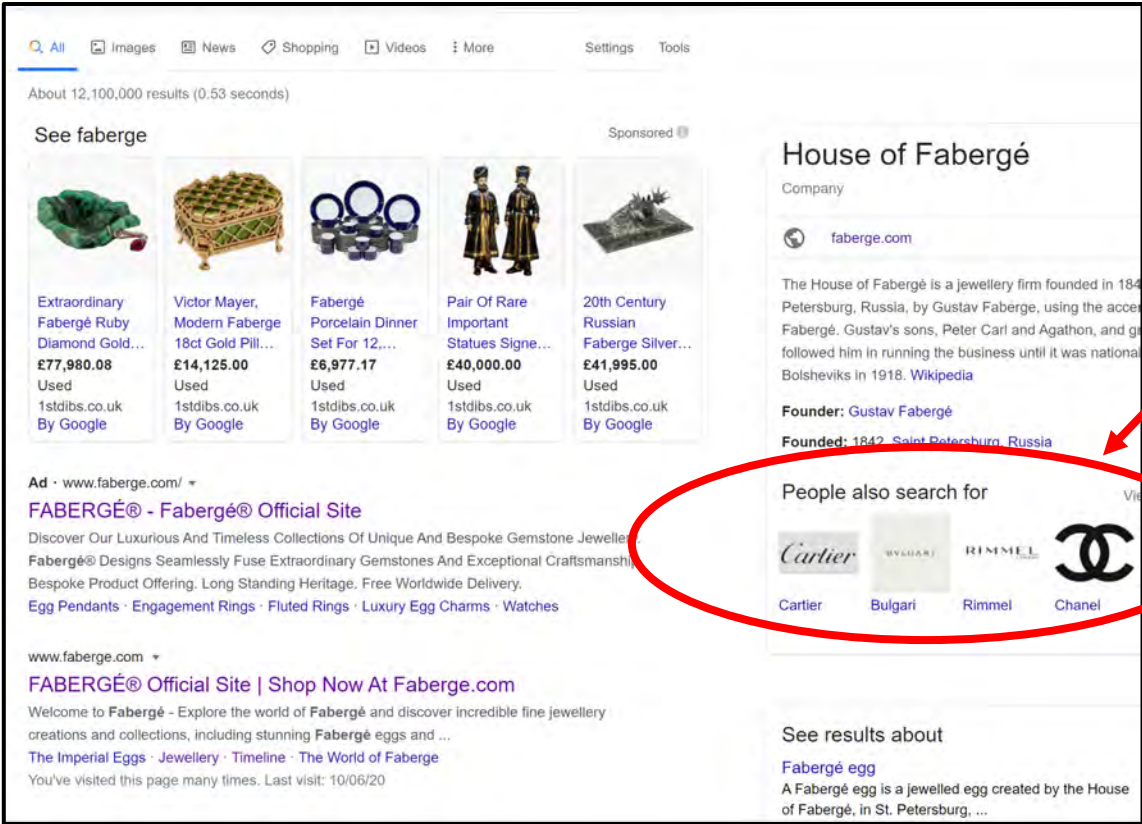 All Images News Shopping Videos More Settings Tools
About 12,100,000 results (0.53 seconds)
See faberge
Sponsored
Extraordinary
Fabergé Ruby
Diamond Gold...
£77,980.08
Used
1stdibs.co.uk
By Google
Victor Mayer,
Modern Faberge
18ct Gold Pill...
£14,125.00
Used
1stdibs.co.uk
By Google
Fabergé
Porcelain Dinner
Set For 12,...
£6,977.17
Used
1stdibs.co.uk
By Google
Pair Of Rare
Important
Statues Signe...
£40,000.00
Used
1stdibs.co.uk
By Google
20th Century
Russian
Faberge Silver...
£41,995.00
Used
1stdibs.co.uk
By Google
Ad · www.faberge.com/
FABERGÉ® - Fabergé® Official Site
Discover Our Luxurious And Timeless Collections Of Unique And Bespoke Gemstone Jewellery.
Fabergé® Designs Seamlessly Fuse Extraordinary Gemstones And Exceptional Craftsmanship
Bespoke Product Offering. Long Standing Heritage. Free Worldwide Delivery.
Egg Pendants · Engagement Rings · Fluted Rings · Luxury Egg Charms · Watches
www.faberge.com
FABERGÉ® Official Site | Shop Now At Faberge.com
Welcome to Fabergé - Explore the world of Fabergé and discover incredible fine jewellery
creations and collections, including stunning Fabergé eggs and ...
The Imperial Eggs · Jewellery · Timeline · The World of Faberge
You've visited this page many times. Last visit: 10/06/20
House of Fabergé
Company
faberge.com
The House of Fabergé is a jewellery firm founded in 184
Petersburg, Russia, by Gustav Faberge, using the acce
Fabergé. Gustav's sons, Peter Carl and Agathon, and g
followed him in running the business until it was national
Bolsheviks in 1918. Wikipedia
Founder: Gustav Fabergé
Founded: 1842, Saint Petersburg, Russia
People also search for
Vie
Cartier BVLGARI RIMMEL
Cartier Bulgari Rimmel Chanel
See results about
Fabergé egg
A Fabergé egg is a jewelled egg created by the House
of Fabergé, in St. Petersburg, ...